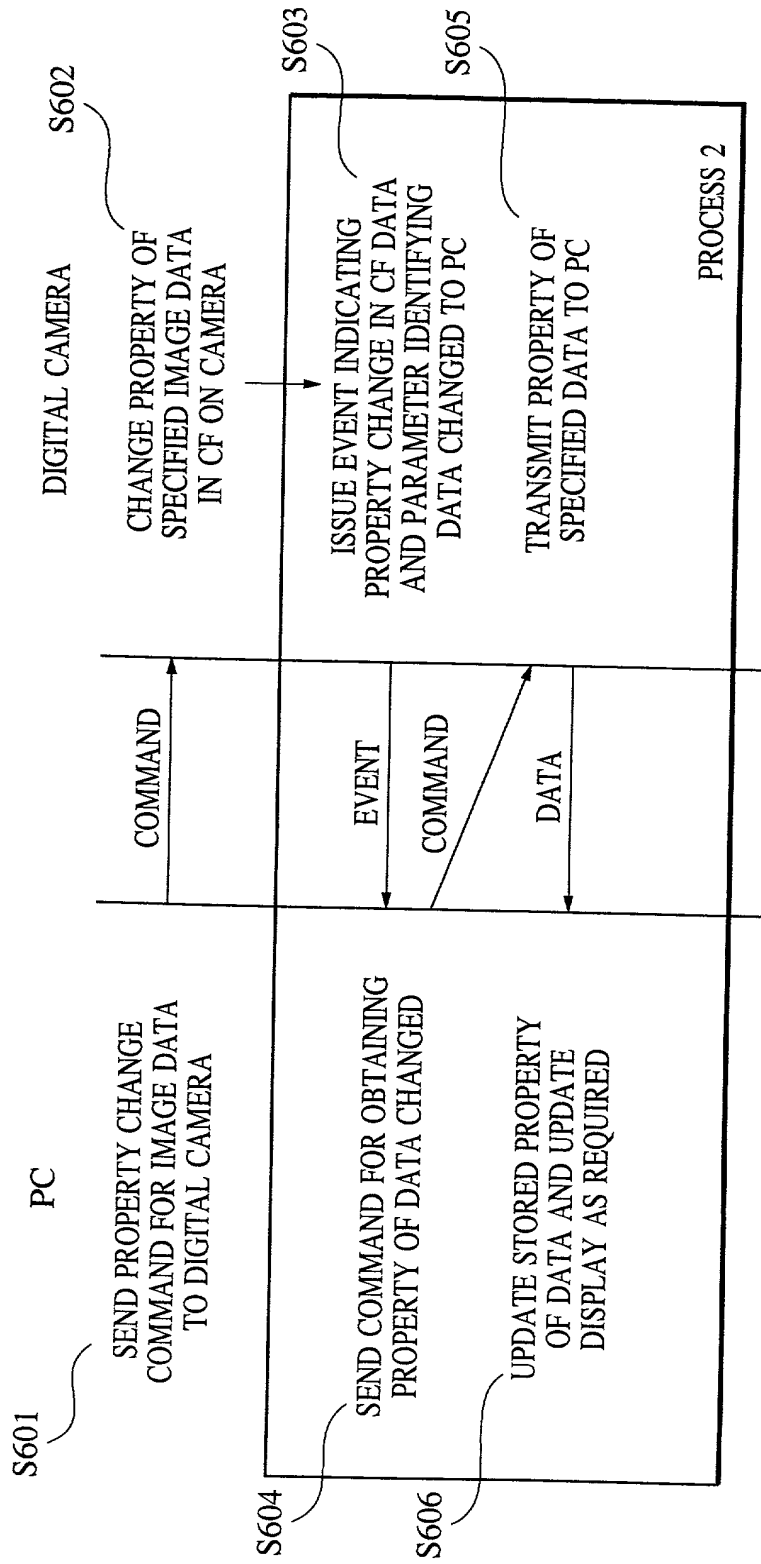 PC
DIGITAL CAMERA
S601
SEND PROPERTY CHANGE
COMMAND FOR IMAGE DATA
TO DIGITAL CAMERA
COMMAND
S602
CHANGE PROPERTY OF
SPECIFIED IMAGE DATA
IN CF ON CAMERA
S603
ISSUE EVENT INDICATING
PROPERTY CHANGE IN CF DATA
AND PARAMETER IDENTIFYING
DATA CHANGED TO PC
EVENT
S604
SEND COMMAND FOR OBTAINING
PROPERTY OF DATA CHANGED
COMMAND
S605
TRANSMIT PROPERTY OF
SPECIFIED DATA TO PC
DATA
S606
UPDATE STORED PROPERTY
OF DATA AND UPDATE
DISPLAY AS REQUIRED
PROCESS 2